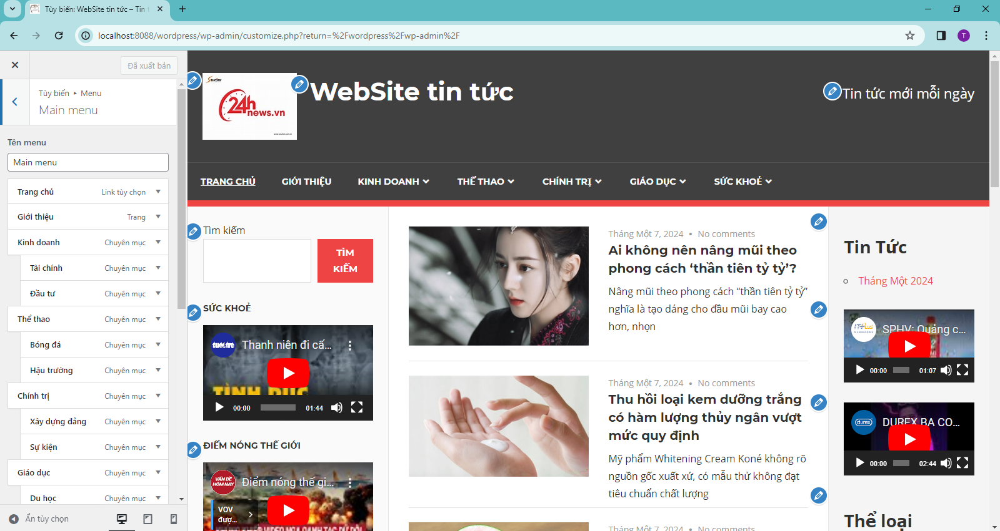 Tùy biến: WebSite tin tức – Tin t
localhost:8088/wordpress/wp-admin/customize.php?return=%2Fwordpress%2Fwp-admin%2F
T
Đã xuất bản
Tùy biến ▸ Menu
Main menu
Tên menu
Main menu
Trang chủ Link tùy chọn
Giới thiệu Trang
Kinh doanh Chuyên mục
Tài chính Chuyên mục
Đầu tư Chuyên mục
Thể thao Chuyên mục
Bóng đá Chuyên mục
Hậu trường Chuyên mục
Chính trị Chuyên mục
Xây dựng đảng Chuyên mục
Sự kiện Chuyên mục
Giáo dục Chuyên mục
Du học Chuyên mục
Ẩn tùy chọn
24h
news.vn
WebSite tin tức
Tin tức mới mỗi ngày
TRANG CHỦ GIỚI THIỆU KINH DOANH THỂ THAO CHÍNH TRỊ GIÁO DỤC SỨC KHOẺ
Tìm kiếm
TÌM
KIẾM
SỨC KHOẺ
tuổi trẻ
Thanh niên đi cấ...
TÌNH DỤC
00:00 01:44
ĐIỂM NÓNG THẾ GIỚI
VẤN ĐỀ
HÔM NAY
Điểm nóng thế gi...
VOV
đượ...
Tháng Một 7, 2024 • No comments
Ai không nên nâng mũi theo
phong cách ‘thần tiên tỷ tỷ’?
Nâng mũi theo phong cách “thần tiên tỷ tỷ”
nghĩa là tạo dáng cho đầu mũi bay cao
hơn, nhọn
Tháng Một 7, 2024 • No comments
Thu hồi loại kem dưỡng trắng
có hàm lượng thủy ngân vượt
mức quy định
Mỹ phẩm Whitening Cream Koné không rõ
nguồn gốc xuất xứ, có mẫu thử không đạt
tiêu chuẩn chất lượng
Tháng Một 7, 2024 • No comments
Tin Tức
Tháng Một 2024
SPHV: Quảng c...
00:00 01:07
durex
DUREX BA CO...
00:00 02:44
Thể loại